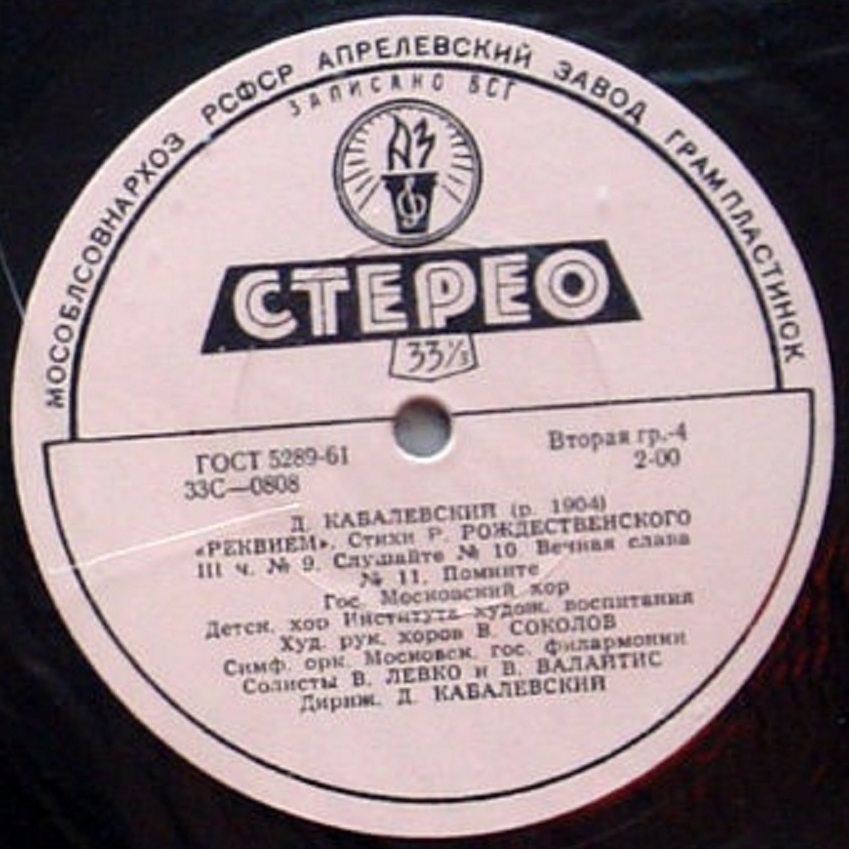 МОСОБЛСОВНАРХОЗ РСФСР АПРЕЛЕВСКИЙ ЗАВОД ГРАМПЛАСТИНОК
ЗАПИСАНО ВСГ
АЗ
СТЕРЕО
33⅓
ГОСТ 5289-61
Вторая гр.-4
33С—0808
2-00
Д. КАБАЛЕВСКИЙ (р. 1904)
«РЕКВИЕМ». Стихи Р. РОЖДЕСТВЕНСКОГО
III ч. № 9. Слушайте № 10. Вечная слава
№ 11. Помните
Гос. Московский хор
Детск. хор Института худож. воспитания
Худ. рук. хоров В. СОКОЛОВ
Симф. орк. Московск. гос. филармонии
Солисты В. ЛЕВКО и В. ВАЛАЙТИС
Дириж. Д. КАБАЛЕВСКИЙ